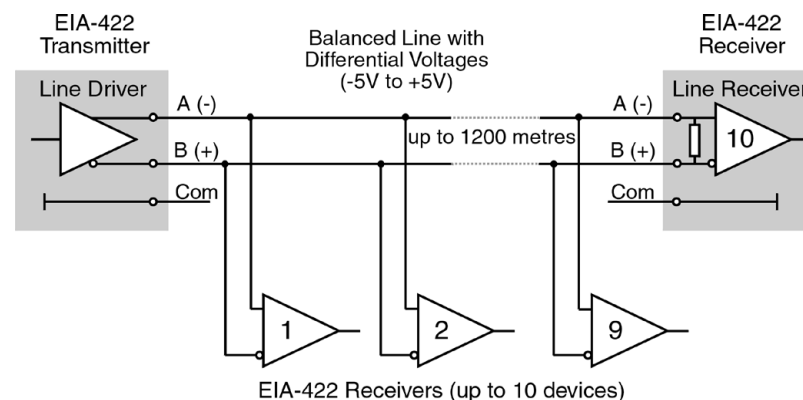 EIA-422
Transmitter
Balanced Line with
Differential Voltages
(-5V to +5V)
EIA-422
Receiver
Line Driver
Line Receiver
A (-)
A (-)
up to 1200 metres
B (+)
B (+)
10
Com
Com
1
2
9
EIA-422 Receivers (up to 10 devices)